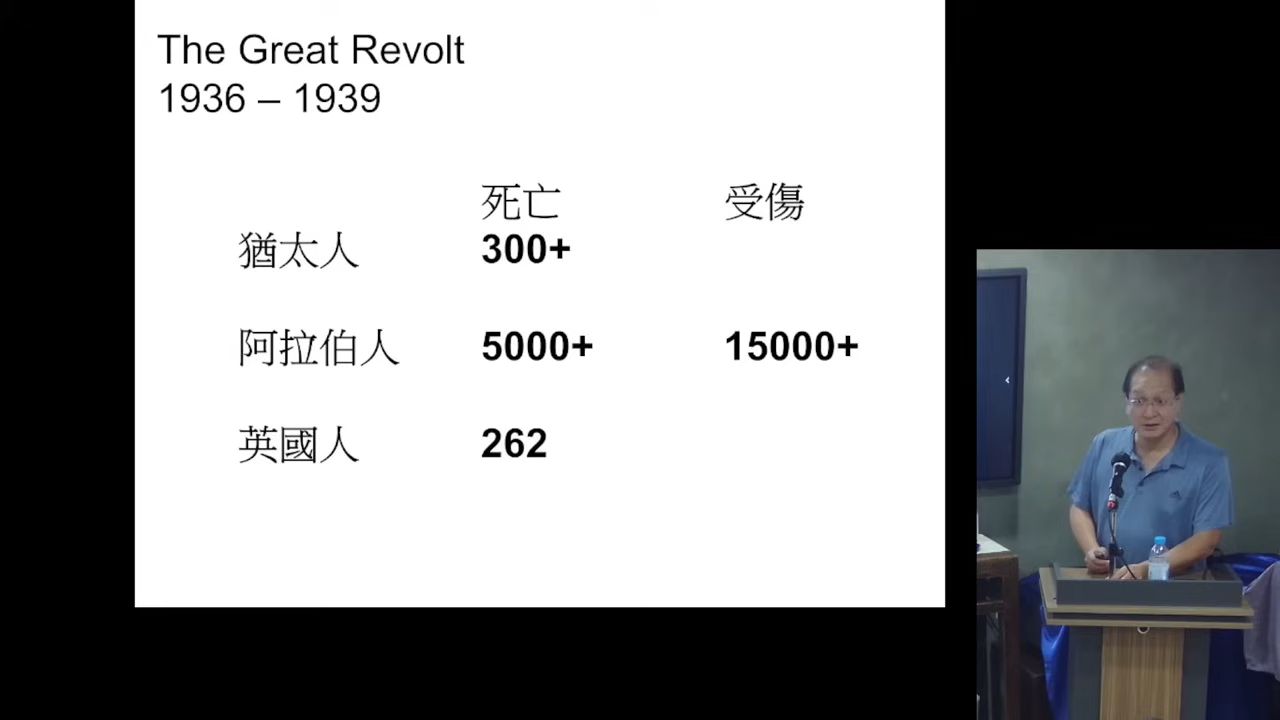 The Great Revolt
1936 – 1939
死亡 受傷
猶太人 300+
阿拉伯人 5000+ 15000+
英國人 262